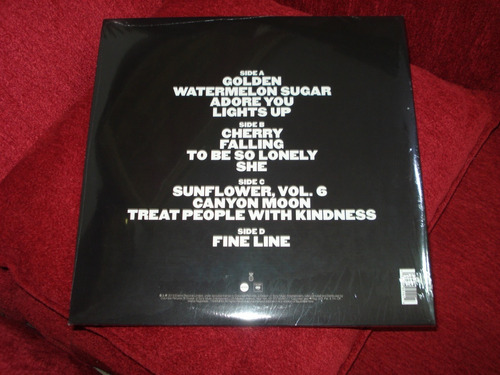 SIDE A
GOLDEN
WATERMELON SUGAR
ADORE YOU
LIGHTS UP
SIDE B
CHERRY
FALLING
TO BE SO LONELY
SHE
SIDE C
SUNFLOWER, VOL. 6
CANYON MOON
TREAT PEOPLE WITH KINDNESS
SIDE D
FINE LINE